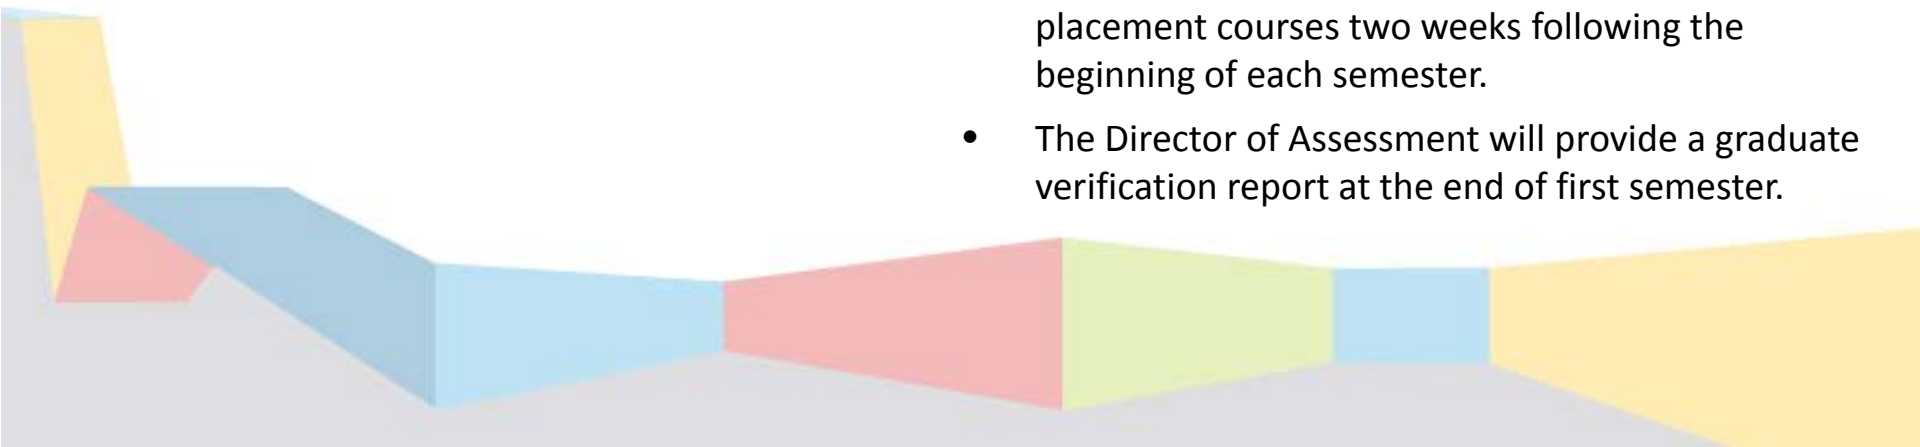 placement courses two weeks following the
beginning of each semester.
• The Director of Assessment will provide a graduate
verification report at the end of first semester.